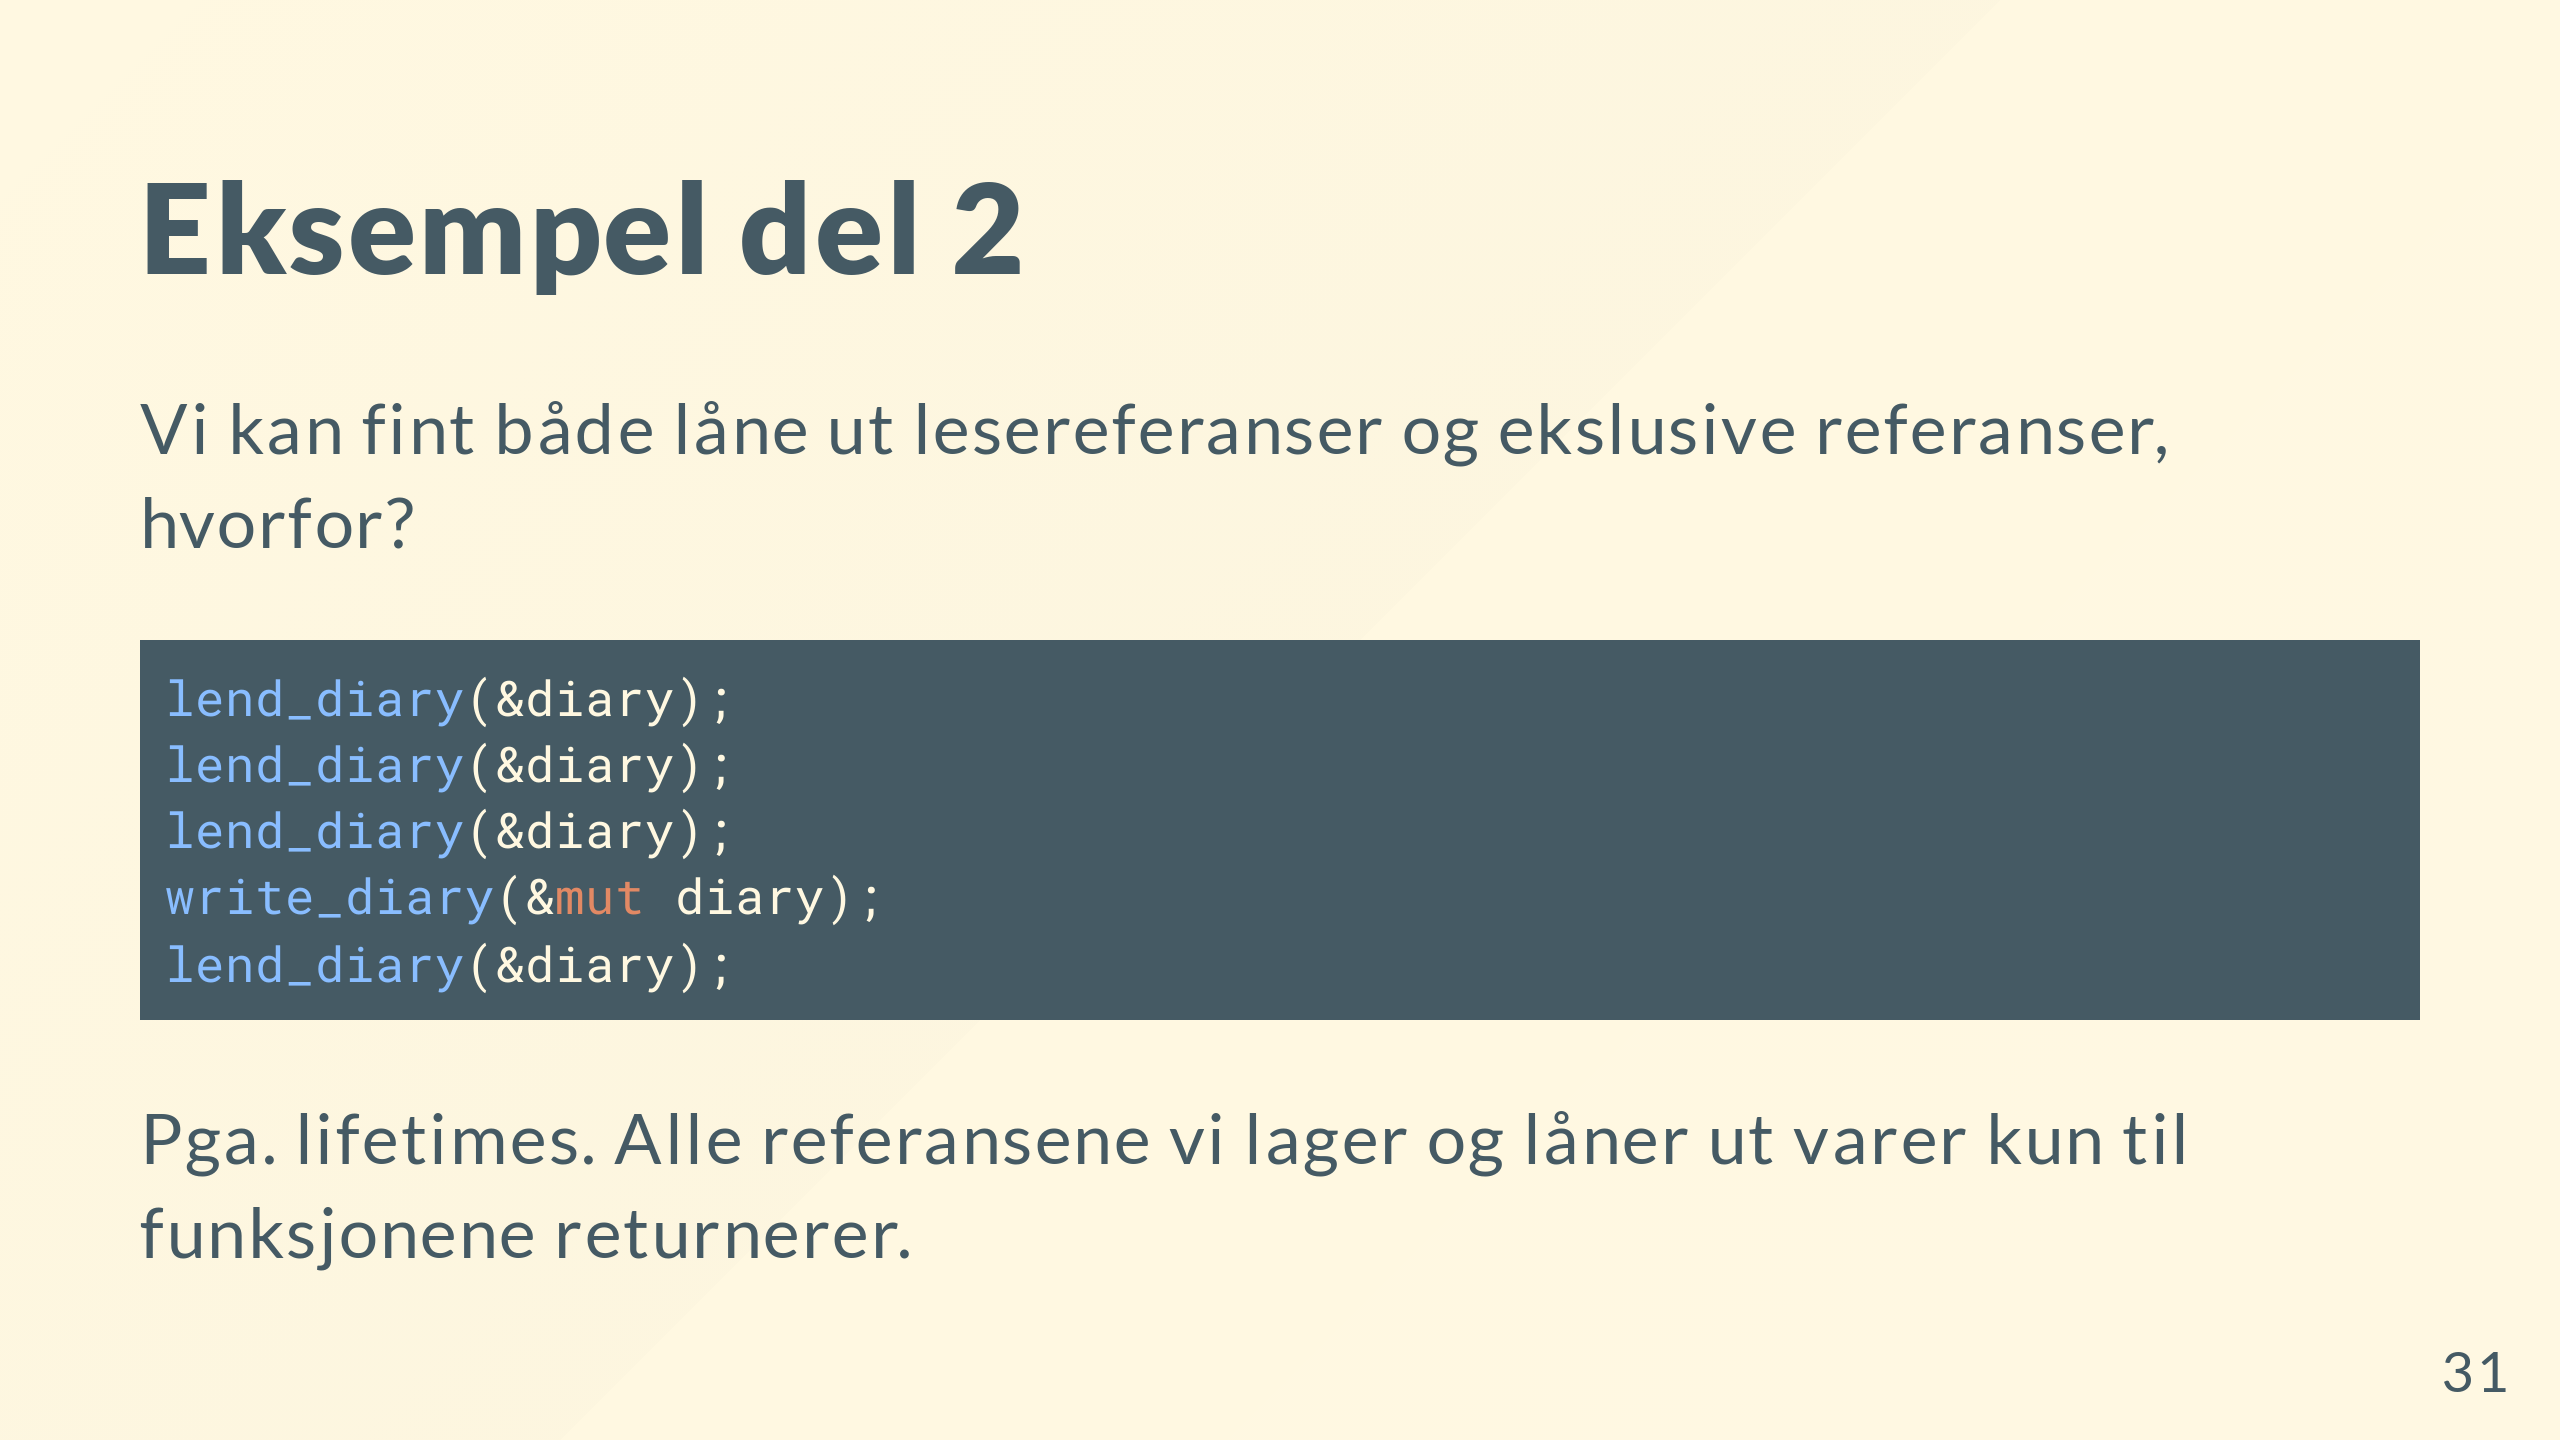 Eksempel del 2
Vi kan fint både låne ut lesereferanser og ekslusive referanser,
hvorfor?
lend_diary(&diary);
lend_diary(&diary);
lend_diary(&diary);
write_diary(&mut diary);
lend_diary(&diary);
Pga. lifetimes. Alle referansene vi lager og låner ut varer kun til
funksjonene returnerer.
31